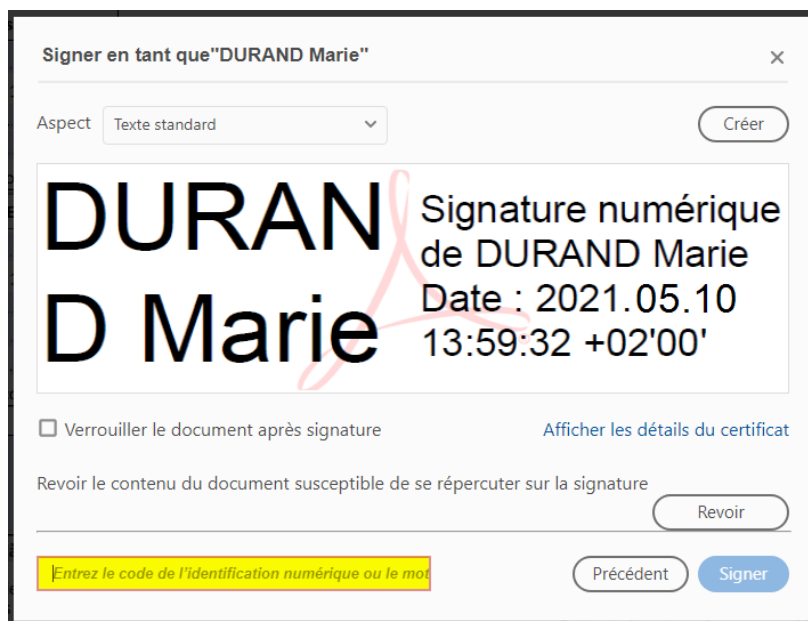 Signer en tant que"DURAND Marie"
Aspect Texte standard Créer
DURAN
D Marie
Signature numérique
de DURAND Marie
Date : 2021.05.10
13:59:32 +02'00'
Verrouiller le document après signature Afficher les détails du certificat
Revoir le contenu du document susceptible de se répercuter sur la signature
Revoir
Entrez le code de l'identification numérique ou le mot Précédent Signer